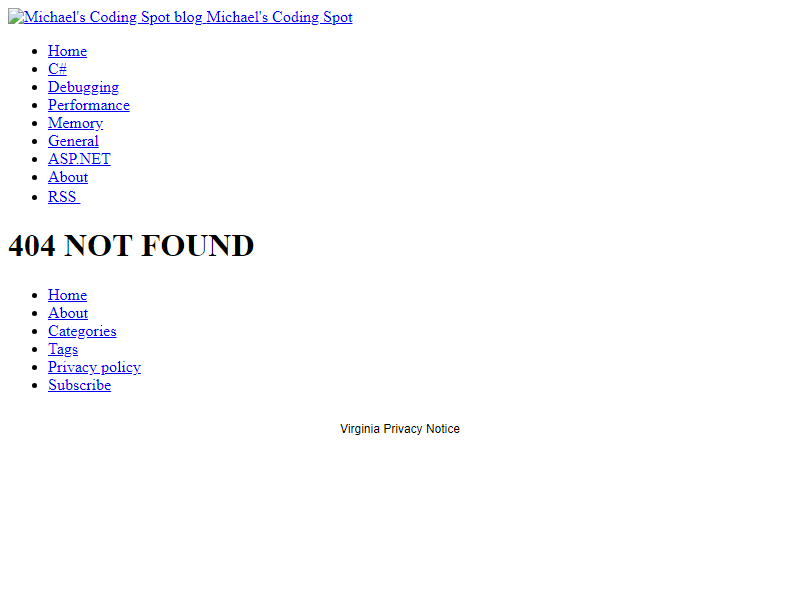 Michael's Coding Spot blog Michael's Coding Spot
Home
C#
Debugging
Performance
Memory
General
ASP.NET
About
RSS
404 NOT FOUND
Home
About
Categories
Tags
Privacy policy
Subscribe
Virginia Privacy Notice